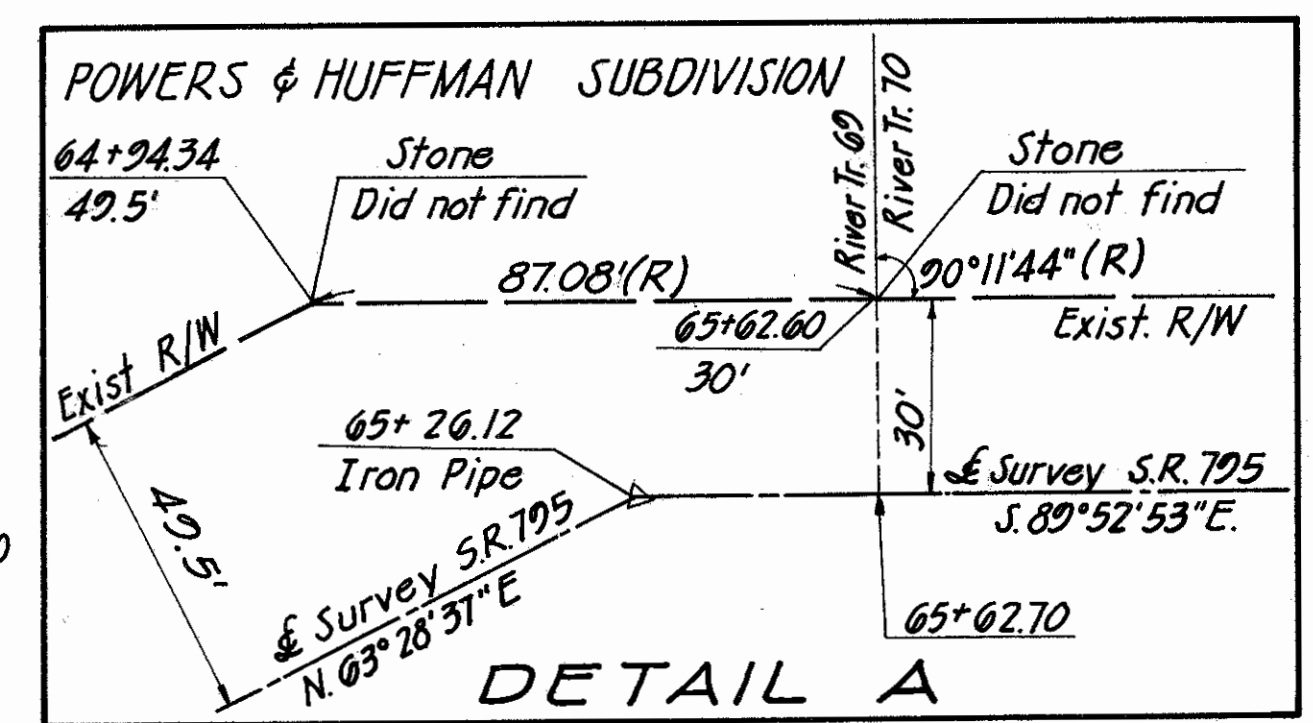 POWERS & HUFFMAN SUBDIVISION
64+94.34
49.5'
Stone
Did not find
River Tr. 69
River Tr. 70
Stone
Did not find
87.08'(R)
90°11'44"(R)
65+62.60
30'
Exist. R/W
Exist R/W
30'
65+ 26.12
Iron Pipe
49.5'
℄ Survey S.R. 795
N. 63° 28' 37" E
℄ Survey S.R. 795
S. 89°52'53"E.
65+62.70
DETAIL A